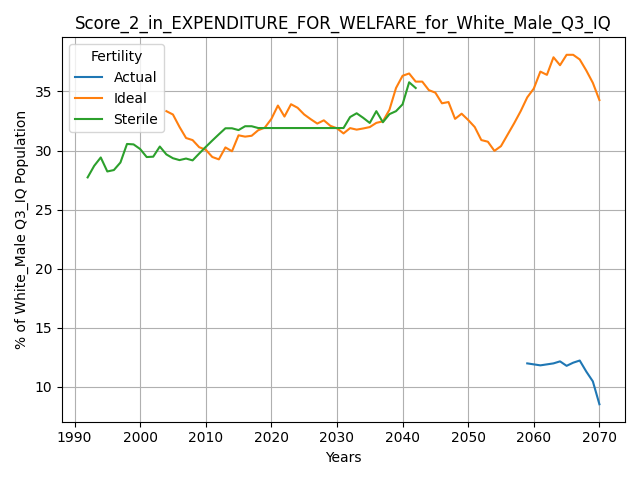 Score_2_in_EXPENDITURE_FOR_WELFARE_for_White_Male_Q3_IQ
Fertility
Actual
Ideal
Sterile
% of White_Male Q3_IQ Population
35
30
25
20
15
10
1990 2000 2010 2020 2030 2040 2050 2060 2070
Years